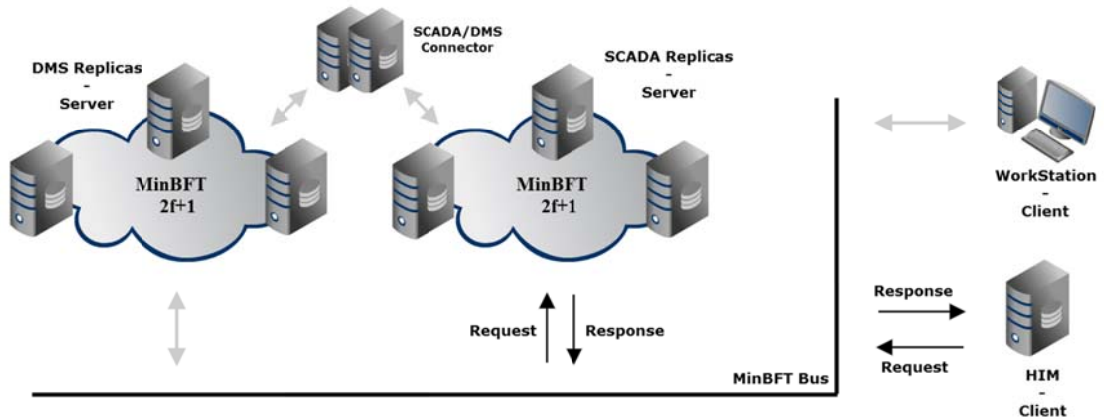 SCADA/DMS
Connector
DMS Replicas
-
Server
SCADA Replicas
-
Server
MinBFT
2f+1
MinBFT
2f+1
WorkStation
-
Client
Request
Response
Response
Request
MinBFT Bus
HIM
-
Client